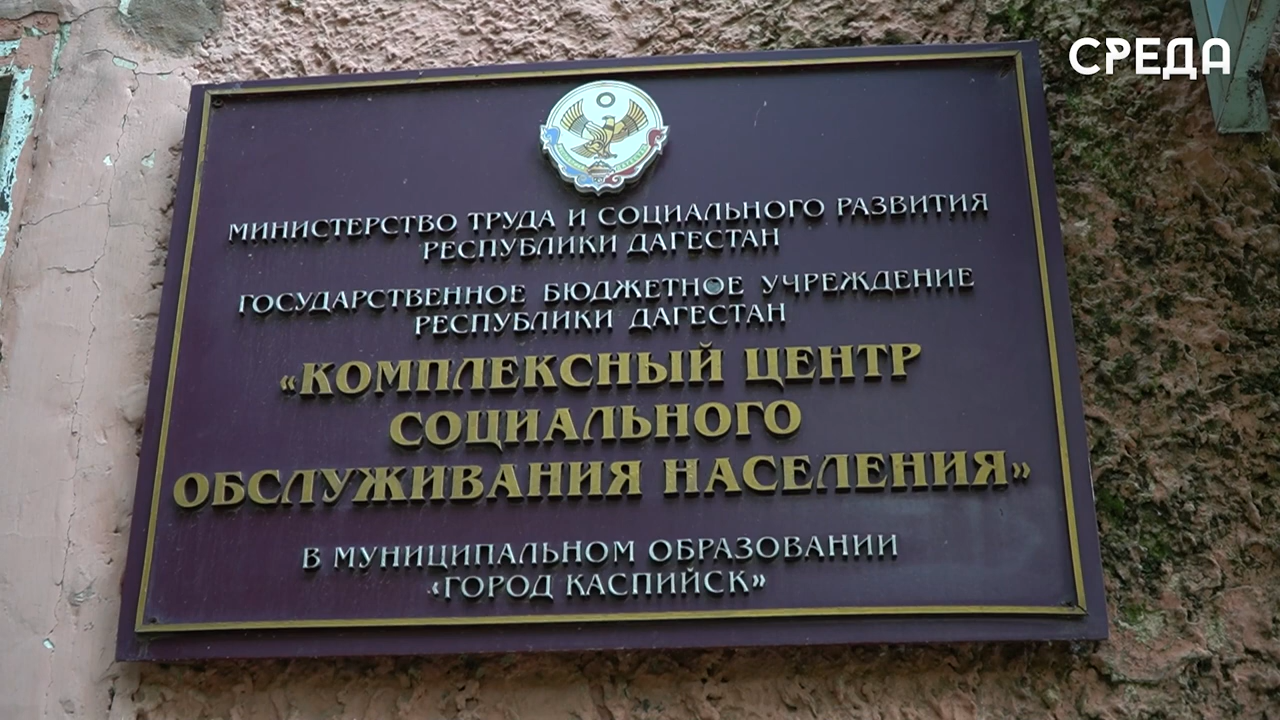 СРЕДА
МИНИСТЕРСТВО ТРУДА И СОЦИАЛЬНОГО РАЗВИТИЯ
РЕСПУБЛИКИ ДАГЕСТАН
ГОСУДАРСТВЕННОЕ БЮДЖЕТНОЕ УЧРЕЖДЕНИЕ
РЕСПУБЛИКИ ДАГЕСТАН
«КОМПЛЕКСНЫЙ ЦЕНТР
СОЦИАЛЬНОГО
ОБСЛУЖИВАНИЯ НАСЕЛЕНИЯ»
В МУНИЦИПАЛЬНОМ ОБРАЗОВАНИИ
«ГОРОД КАСПИЙСК»